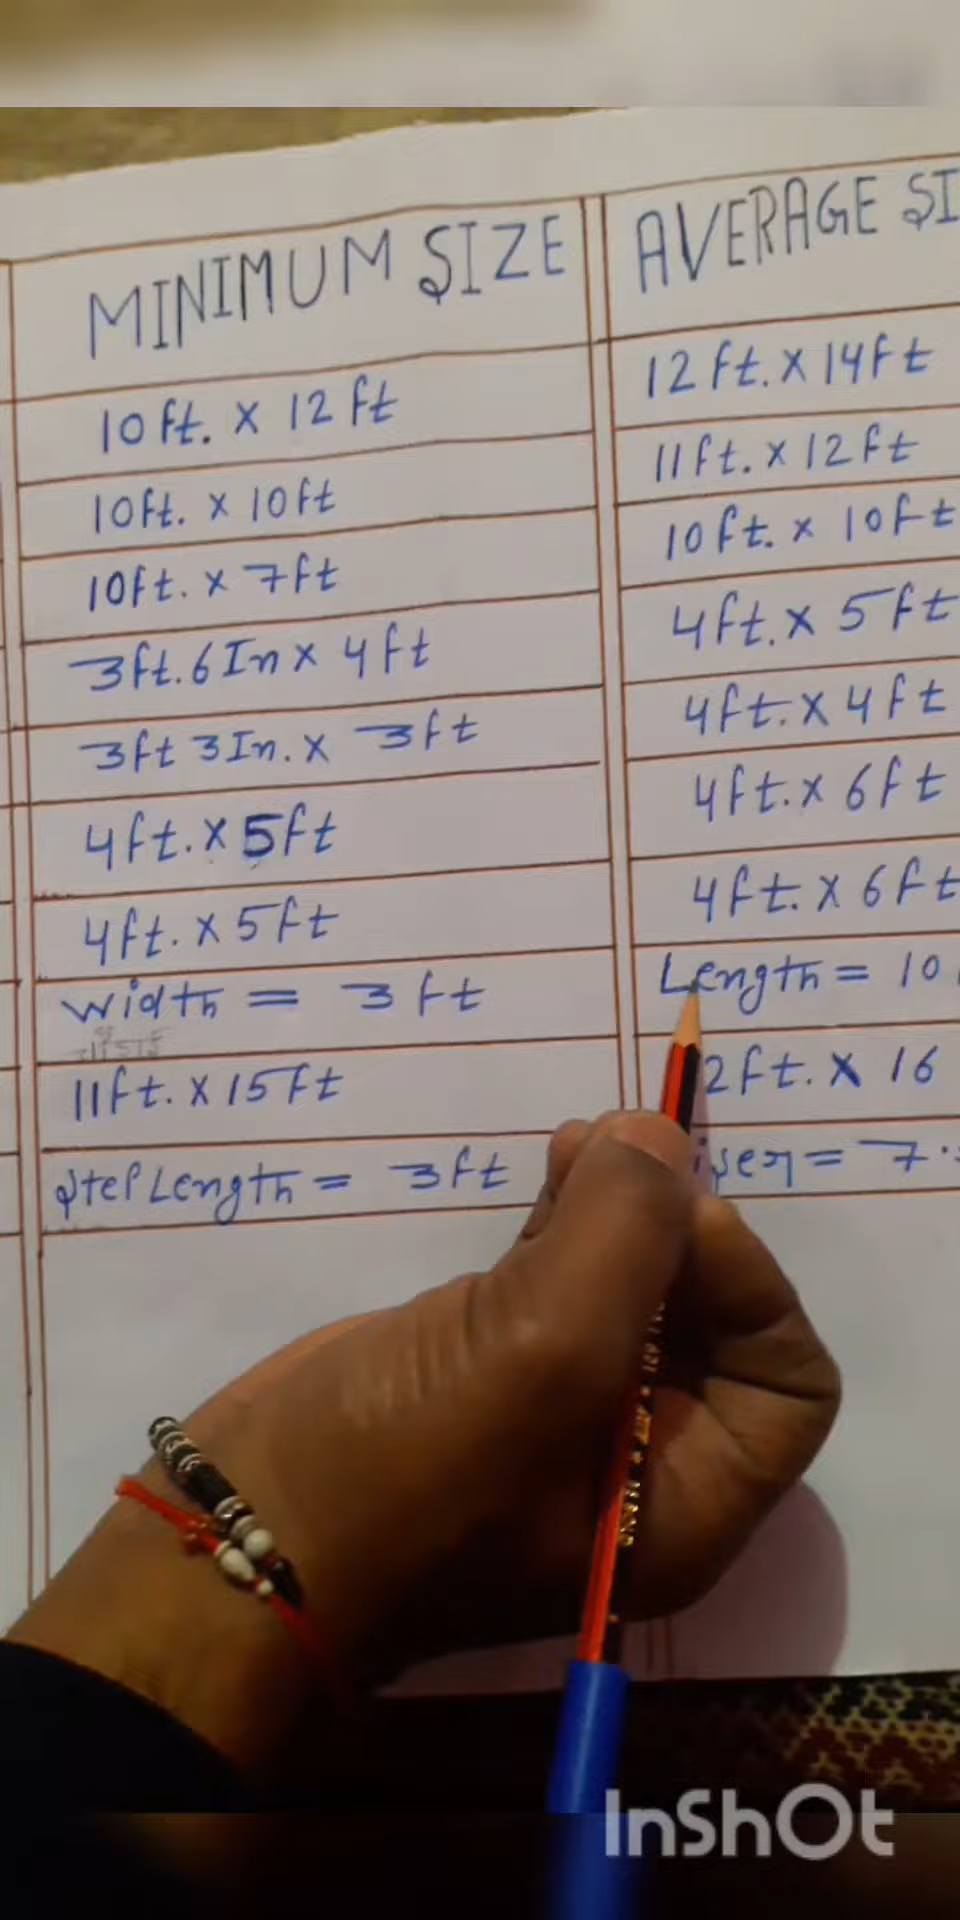 MINIMUM SIZE AVERAGE SI
10ft. x 12ft 12ft. x 14ft
10ft. x 10ft 11ft. x 12ft
10ft. x 7ft 10ft. x 10ft
3ft. 6In x 4ft 4ft. x 5ft
3ft 3In. x 3ft 4ft. x 4ft
4ft. x 5ft 4ft. x 6ft
4ft. x 5ft 4ft. x 6ft
width = 3ft Length = 10
11ft. x 15ft 2ft. x 16
Step Length = 3ft iser = 7.
InShOt